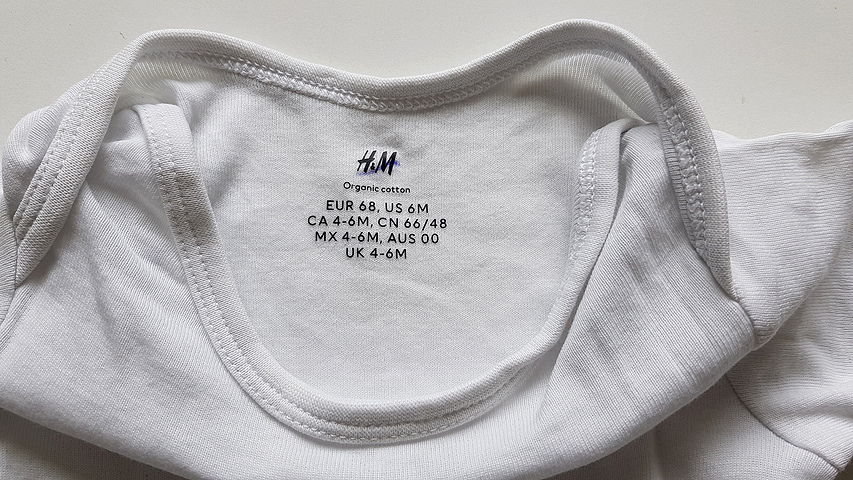 H&M
Organic cotton
EUR 68, US 6M
CA 4-6M, CN 66/48
MX 4-6M, AUS 00
UK 4-6M